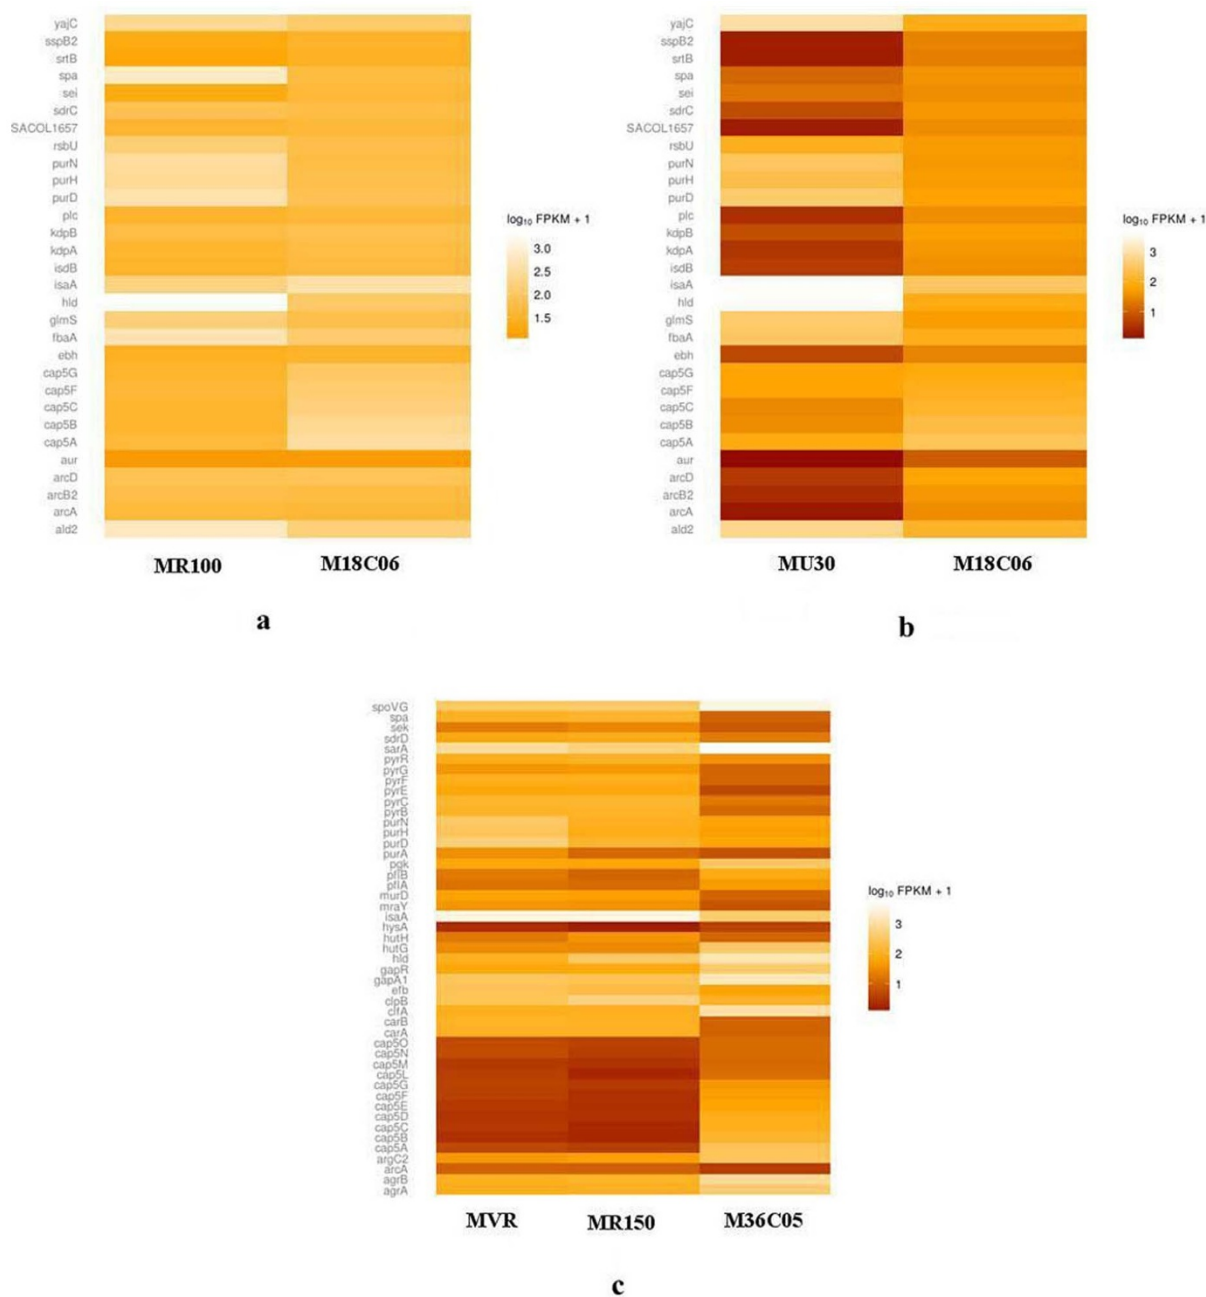 yajC
sspB2
srtB
spa
sei
sdrC
SACOL1657
rsbU
purN
purH
purD
plc
kdpB
kdpA
isdB
isaA
hld
glmS
fbaA
ebh
cap5G
cap5F
cap5C
cap5B
cap5A
aur
arcD
arcB2
arcA
ald2
log10 FPKM + 1
3.0
2.5
2.0
1.5
MR100 M18C06
a
yajC
sspB2
srtB
spa
sei
sdrC
SACOL1657
rsbU
purN
purH
purD
plc
kdpB
kdpA
isdB
isaA
hld
glmS
fbaA
ebh
cap5G
cap5F
cap5C
cap5B
cap5A
aur
arcD
arcB2
arcA
ald2
log10 FPKM + 1
3
2
1
MU30 M18C06
b
spoVG
spa
sek
sdrD
sarA
pyrR
pyrG
pyrF
pyrE
pyrC
pyrB
purN
purH
purD
purA
pgk
pflB
pflA
murD
mraY
isaA
hysA
hutH
hutG
hld
gapR
gapA1
efb
clpB
clfA
carB
carA
cap5O
cap5N
cap5M
cap5L
cap5G
cap5F
cap5E
cap5D
cap5C
cap5B
cap5A
argC2
arcA
agrB
agrA
log10 FPKM + 1
3
2
1
MVR MR150 M36C05
c